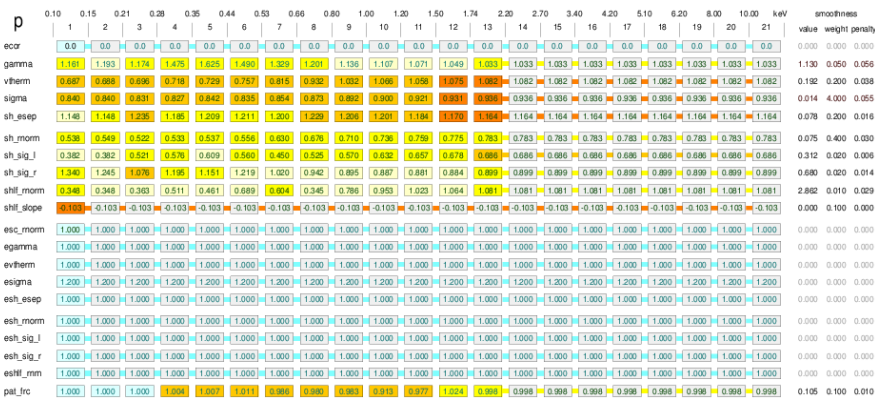 0.10 0.15 0.21 0.28 0.35 0.44 0.53 0.66 0.80 1.00 1.20 1.50 1.74 2.20 2.70 3.40 4.20 5.10 6.20 8.00 10.00 keV smoothness
p 1 2 3 4 5 6 7 8 9 10 11 12 13 14 15 16 17 18 19 20 21 value weight penalty
ecor 0.0 0.0 0.0 0.0 0.0 0.0 0.0 0.0 0.0 0.0 0.0 0.0 0.0 0.0 0.0 0.0 0.0 0.0 0.0 0.0 0.0 0.000 0.000 0.000
gamma 1.161 1.193 1.174 1.475 1.625 1.490 1.329 1.201 1.136 1.107 1.071 1.049 1.033 1.033 1.033 1.033 1.033 1.033 1.033 1.033 1.033 1.130 0.050 0.056
vtherm 0.687 0.688 0.696 0.718 0.729 0.757 0.815 0.932 1.032 1.066 1.058 1.075 1.082 1.082 1.082 1.082 1.082 1.082 1.082 1.082 1.082 0.192 0.200 0.038
sigma 0.840 0.840 0.831 0.827 0.842 0.835 0.854 0.873 0.892 0.900 0.921 0.931 0.936 0.936 0.936 0.936 0.936 0.936 0.936 0.936 0.936 0.014 4.000 0.055
sh_esep 1.148 1.148 1.235 1.185 1.209 1.211 1.200 1.229 1.206 1.201 1.184 1.170 1.164 1.164 1.164 1.164 1.164 1.164 1.164 1.164 1.164 0.078 0.200 0.016
sh_rnorm 0.538 0.549 0.522 0.533 0.537 0.556 0.630 0.676 0.710 0.736 0.759 0.775 0.783 0.783 0.783 0.783 0.783 0.783 0.783 0.783 0.783 0.075 0.400 0.030
sh_sig_l 0.382 0.382 0.521 0.576 0.609 0.560 0.450 0.525 0.570 0.632 0.657 0.678 0.686 0.686 0.686 0.686 0.686 0.686 0.686 0.686 0.686 0.312 0.020 0.006
sh_sig_r 1.340 1.245 1.076 1.195 1.151 1.219 1.020 0.942 0.895 0.887 0.881 0.884 0.899 0.899 0.899 0.899 0.899 0.899 0.899 0.899 0.899 0.680 0.020 0.014
shlf_rnorm 0.348 0.348 0.363 0.511 0.461 0.689 0.604 0.345 0.786 0.953 1.023 1.064 1.081 1.081 1.081 1.081 1.081 1.081 1.081 1.081 1.081 2.862 0.010 0.029
shlf_slope -0.103 -0.103 -0.103 -0.103 -0.103 -0.103 -0.103 -0.103 -0.103 -0.103 -0.103 -0.103 -0.103 -0.103 -0.103 -0.103 -0.103 -0.103 -0.103 -0.103 -0.103 0.000 0.100 0.000
esc_rnorm 1.000 1.000 1.000 1.000 1.000 1.000 1.000 1.000 1.000 1.000 1.000 1.000 1.000 1.000 1.000 1.000 1.000 1.000 1.000 1.000 1.000 0.000 0.000 0.000
egamma 1.000 1.000 1.000 1.000 1.000 1.000 1.000 1.000 1.000 1.000 1.000 1.000 1.000 1.000 1.000 1.000 1.000 1.000 1.000 1.000 1.000 0.000 0.000 0.000
evtherm 1.000 1.000 1.000 1.000 1.000 1.000 1.000 1.000 1.000 1.000 1.000 1.000 1.000 1.000 1.000 1.000 1.000 1.000 1.000 1.000 1.000 0.000 0.000 0.000
esigma 1.200 1.200 1.200 1.200 1.200 1.200 1.200 1.200 1.200 1.200 1.200 1.200 1.200 1.200 1.200 1.200 1.200 1.200 1.200 1.200 1.200 0.000 0.000 0.000
esh_esep 1.000 1.000 1.000 1.000 1.000 1.000 1.000 1.000 1.000 1.000 1.000 1.000 1.000 1.000 1.000 1.000 1.000 1.000 1.000 1.000 1.000 0.000 0.000 0.000
esh_rnorm 1.000 1.000 1.000 1.000 1.000 1.000 1.000 1.000 1.000 1.000 1.000 1.000 1.000 1.000 1.000 1.000 1.000 1.000 1.000 1.000 1.000 0.000 0.000 0.000
esh_sig_l 1.000 1.000 1.000 1.000 1.000 1.000 1.000 1.000 1.000 1.000 1.000 1.000 1.000 1.000 1.000 1.000 1.000 1.000 1.000 1.000 1.000 0.000 0.000 0.000
esh_sig_r 1.000 1.000 1.000 1.000 1.000 1.000 1.000 1.000 1.000 1.000 1.000 1.000 1.000 1.000 1.000 1.000 1.000 1.000 1.000 1.000 1.000 0.000 0.000 0.000
eshlf_rnrm 1.000 1.000 1.000 1.000 1.000 1.000 1.000 1.000 1.000 1.000 1.000 1.000 1.000 1.000 1.000 1.000 1.000 1.000 1.000 1.000 1.000 0.000 0.000 0.000
pat_frc 1.000 1.000 1.000 1.004 1.007 1.011 0.986 0.980 0.983 0.913 0.977 1.024 0.998 0.998 0.998 0.998 0.998 0.998 0.998 0.998 0.998 0.105 0.100 0.010